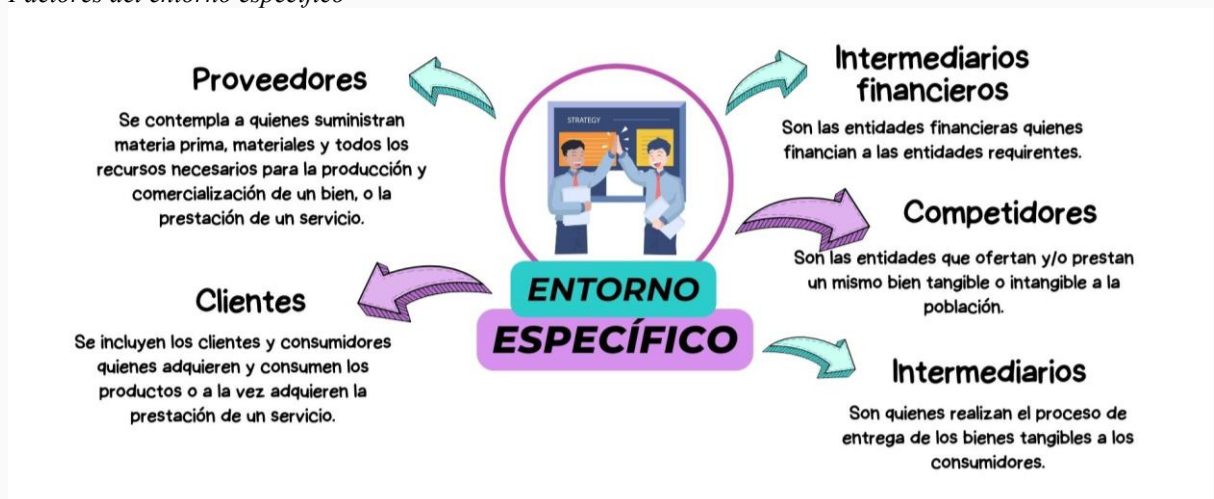 Factores del entorno específico
Proveedores
Se contempla a quienes suministran
materia prima, materiales y todos los
recursos necesarios para la producción y
comercialización de un bien, o la
prestación de un servicio.
Clientes
Se incluyen los clientes y consumidores
quienes adquieren y consumen los
productos o a la vez adquieren la
prestación de un servicio.
STRATEGY
ENTORNO
ESPECÍFICO
Intermediarios
financieros
Son las entidades financieras quienes
financian a las entidades requirentes.
Competidores
Son las entidades que ofertan y/o prestan
un mismo bien tangible o intangible a la
población.
Intermediarios
Son quienes realizan el proceso de
entrega de los bienes tangibles a los
consumidores.